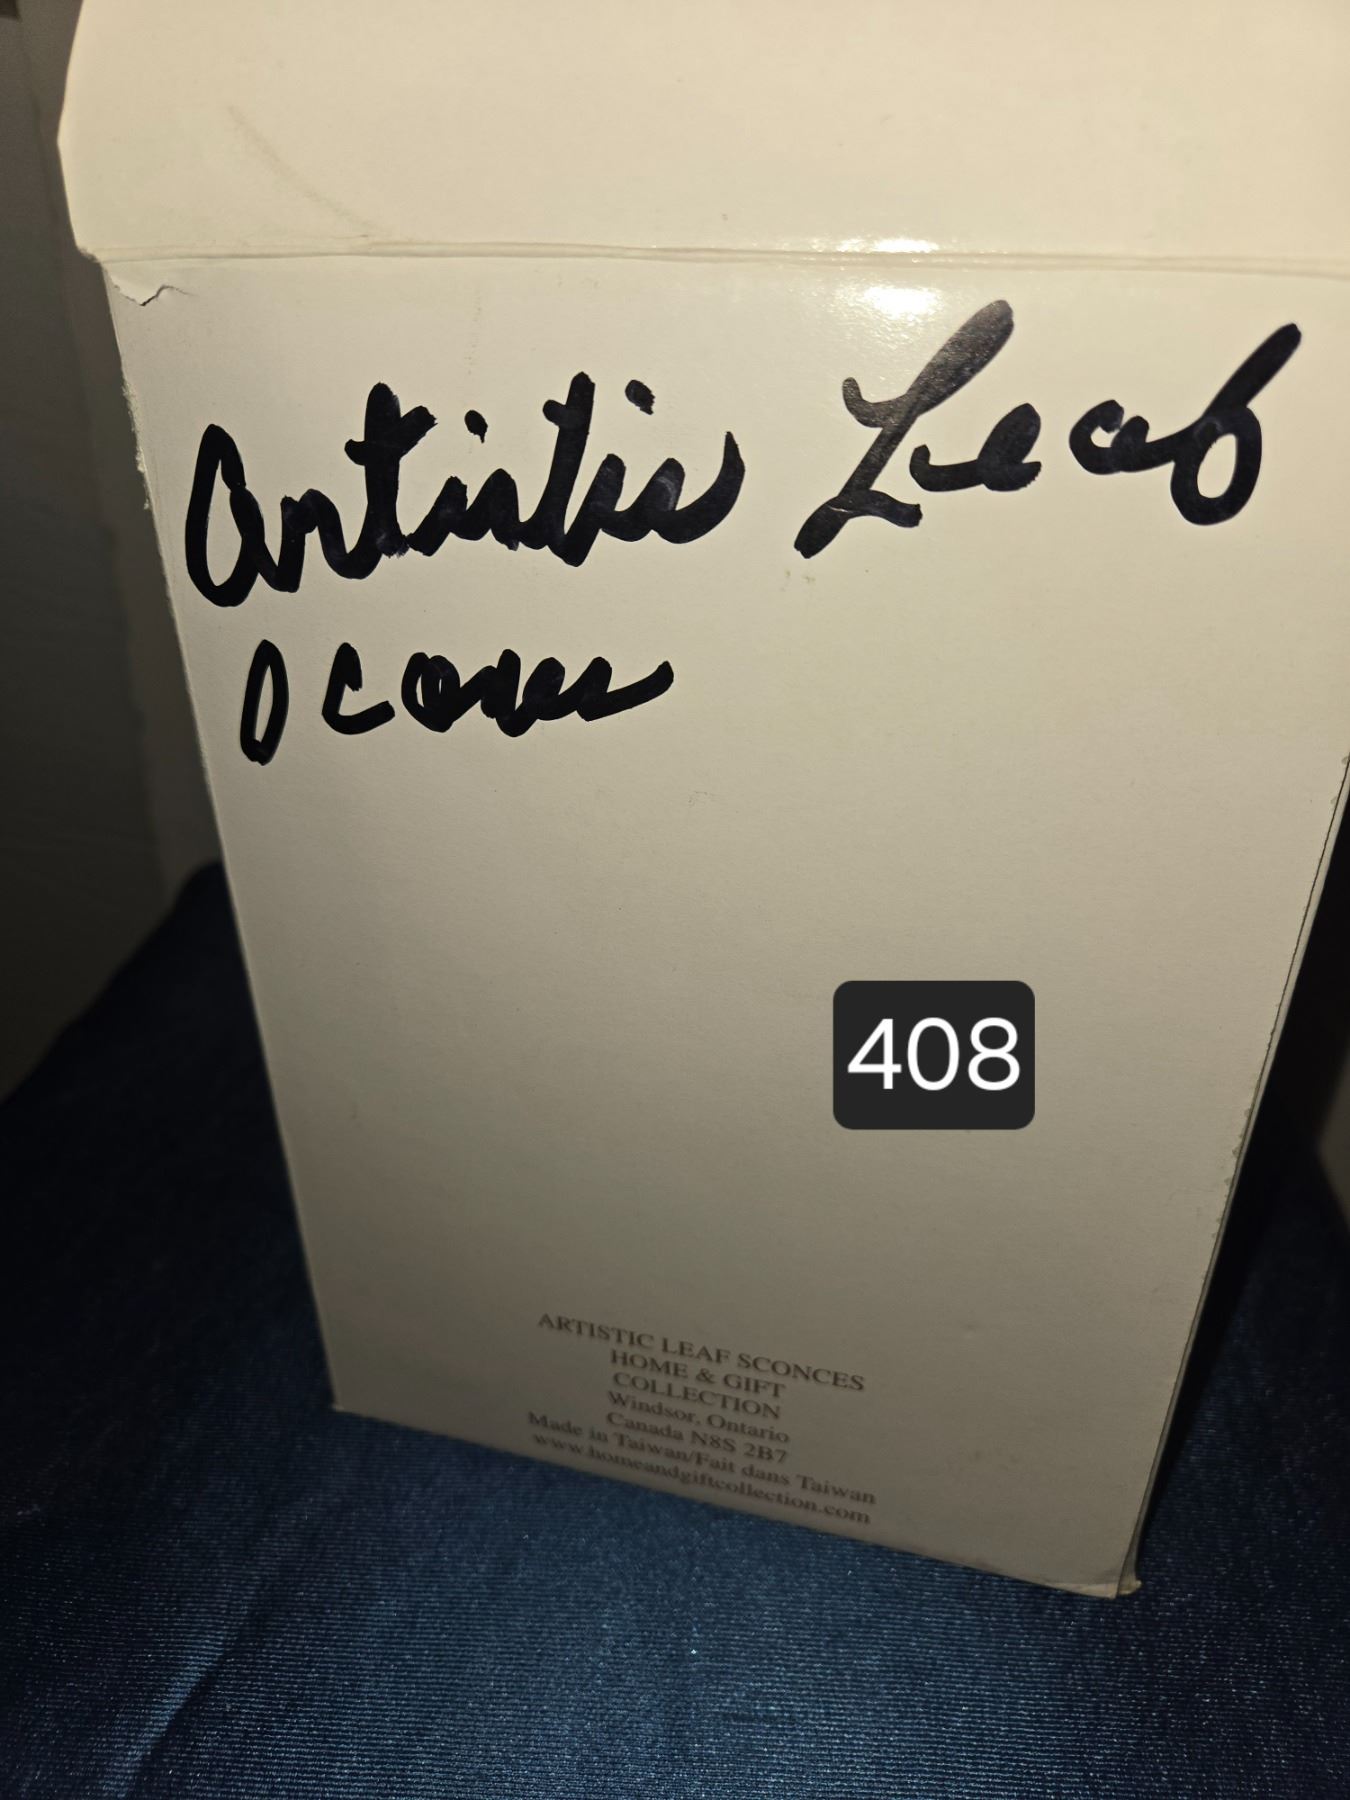 Artistic Leaf
408
ARTISTIC LEAF SCONCES
HOME & GIFT
COLLECTION
Windsor, Ontario
Canada N8S 2B7
Made in Taiwan/Fait dans Taiwan
www.homeandgiftcollection.com